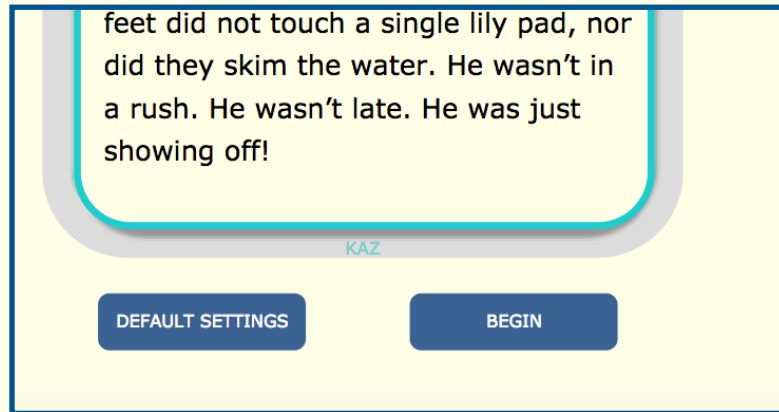 feet did not touch a single lily pad, nor
did they skim the water. He wasn’t in
a rush. He wasn’t late. He was just
showing off!
KAZ
DEFAULT SETTINGS
BEGIN